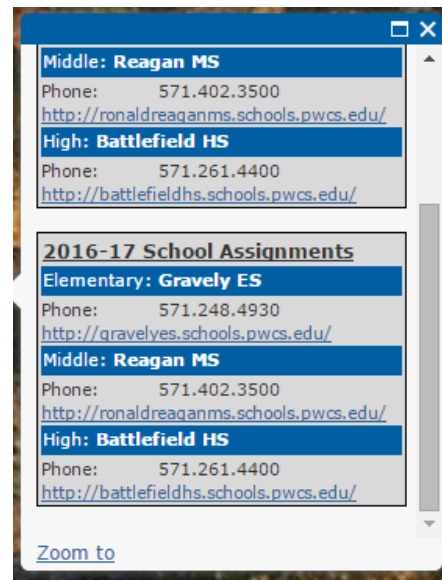 Middle: Reagan MS
Phone: 571.402.3500
http://ronaldreaganms.schools.pwcs.edu/
High: Battlefield HS
Phone: 571.261.4400
http://battlefieldhs.schools.pwcs.edu/
2016-17 School Assignments
Elementary: Gravely ES
Phone: 571.248.4930
http://gravelyes.schools.pwcs.edu/
Middle: Reagan MS
Phone: 571.402.3500
http://ronaldreaganms.schools.pwcs.edu/
High: Battlefield HS
Phone: 571.261.4400
http://battlefieldhs.schools.pwcs.edu/
Zoom to